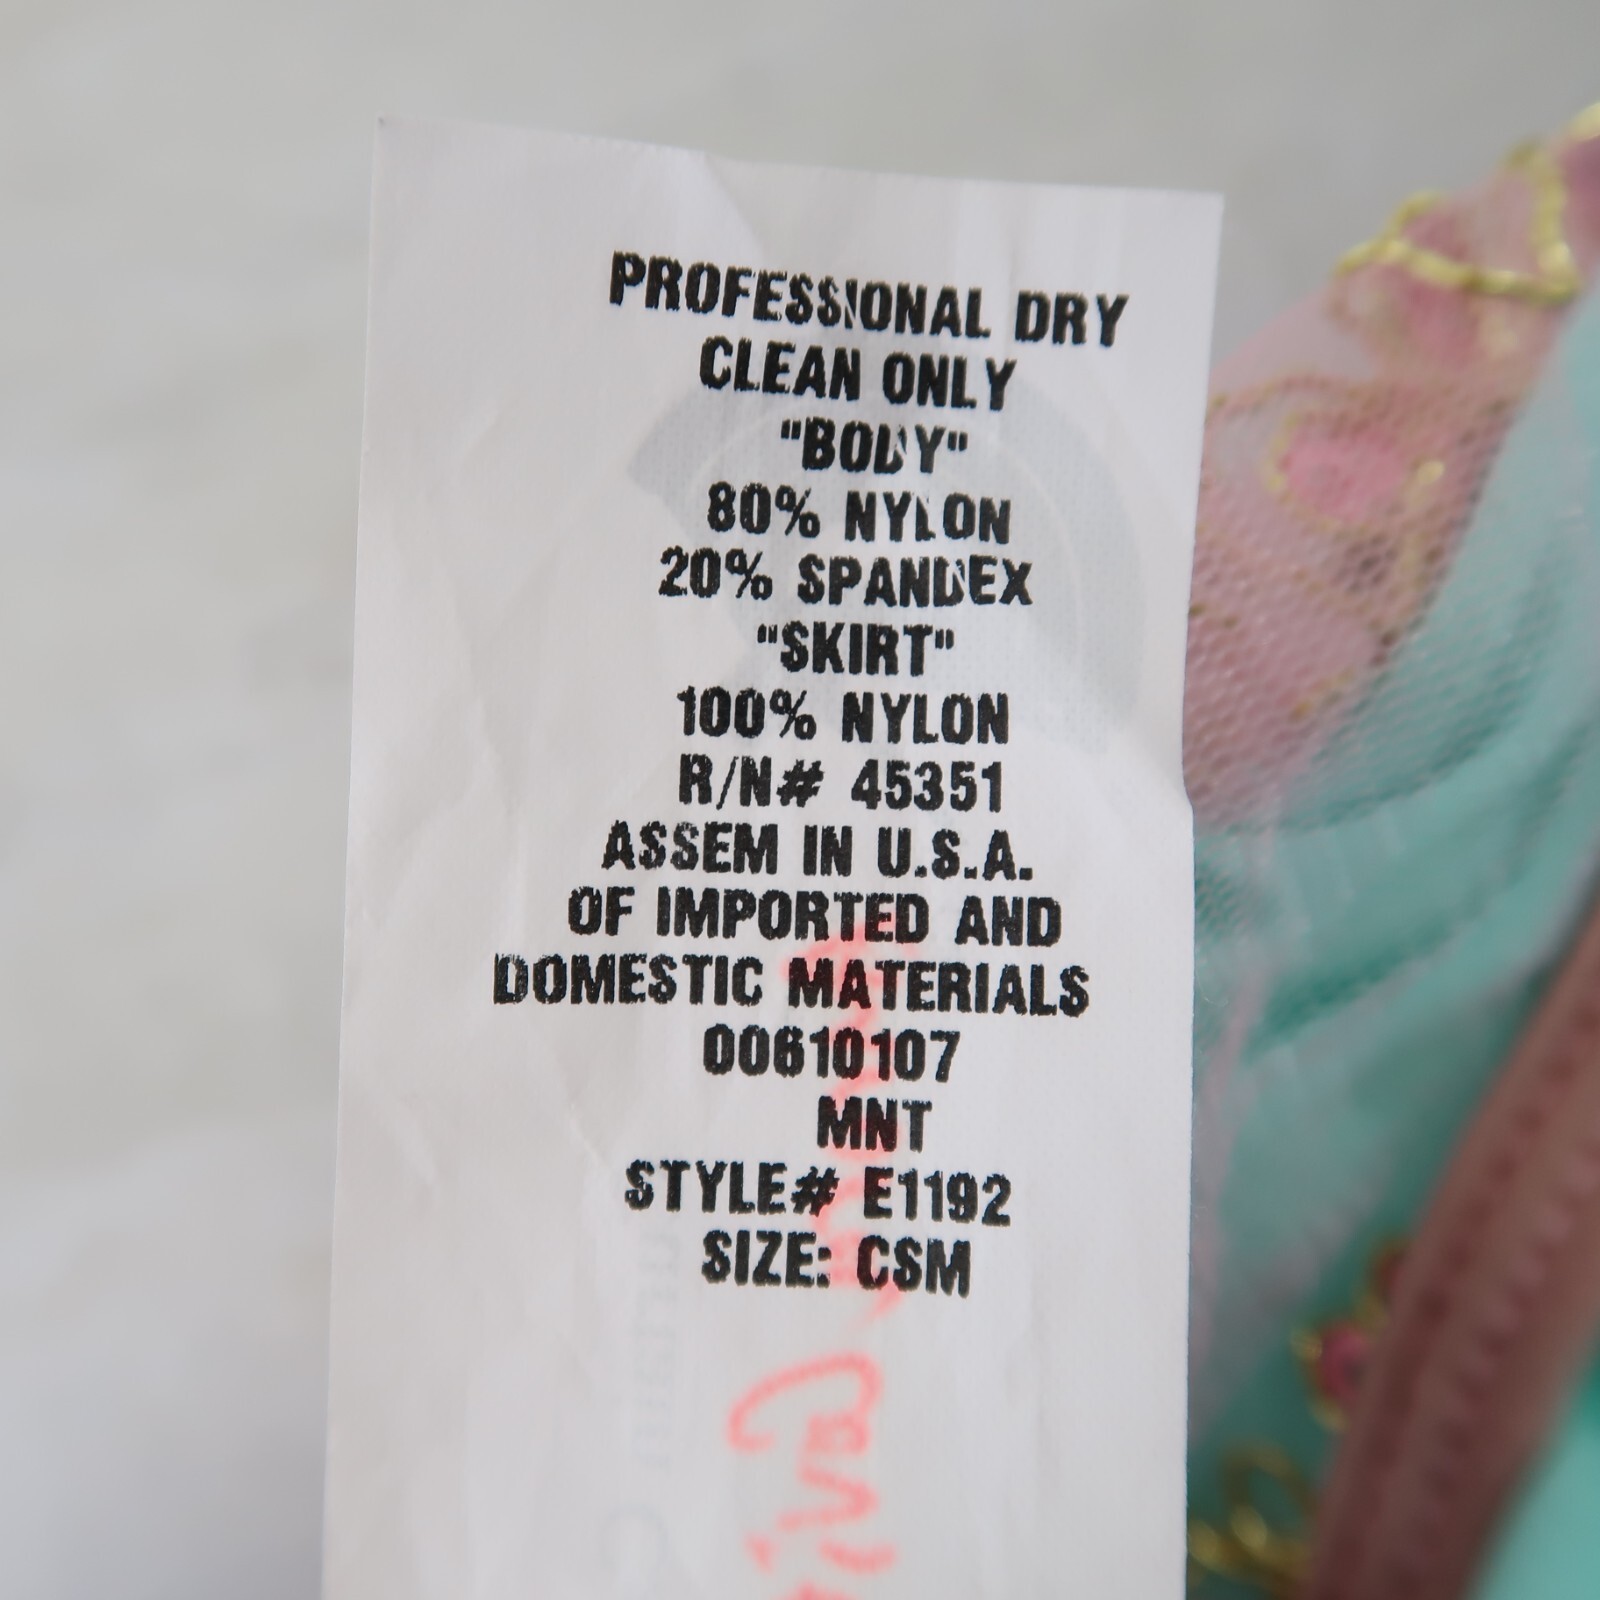 PROFESSIONAL DRY
CLEAN ONLY
"BODY"
80% NYLON
20% SPANDEX
"SKIRT"
100% NYLON
R/N# 45351
ASSEM IN U.S.A.
OF IMPORTED AND
DOMESTIC MATERIALS
00610107
MNT
STYLE# E1192
SIZE: CSM